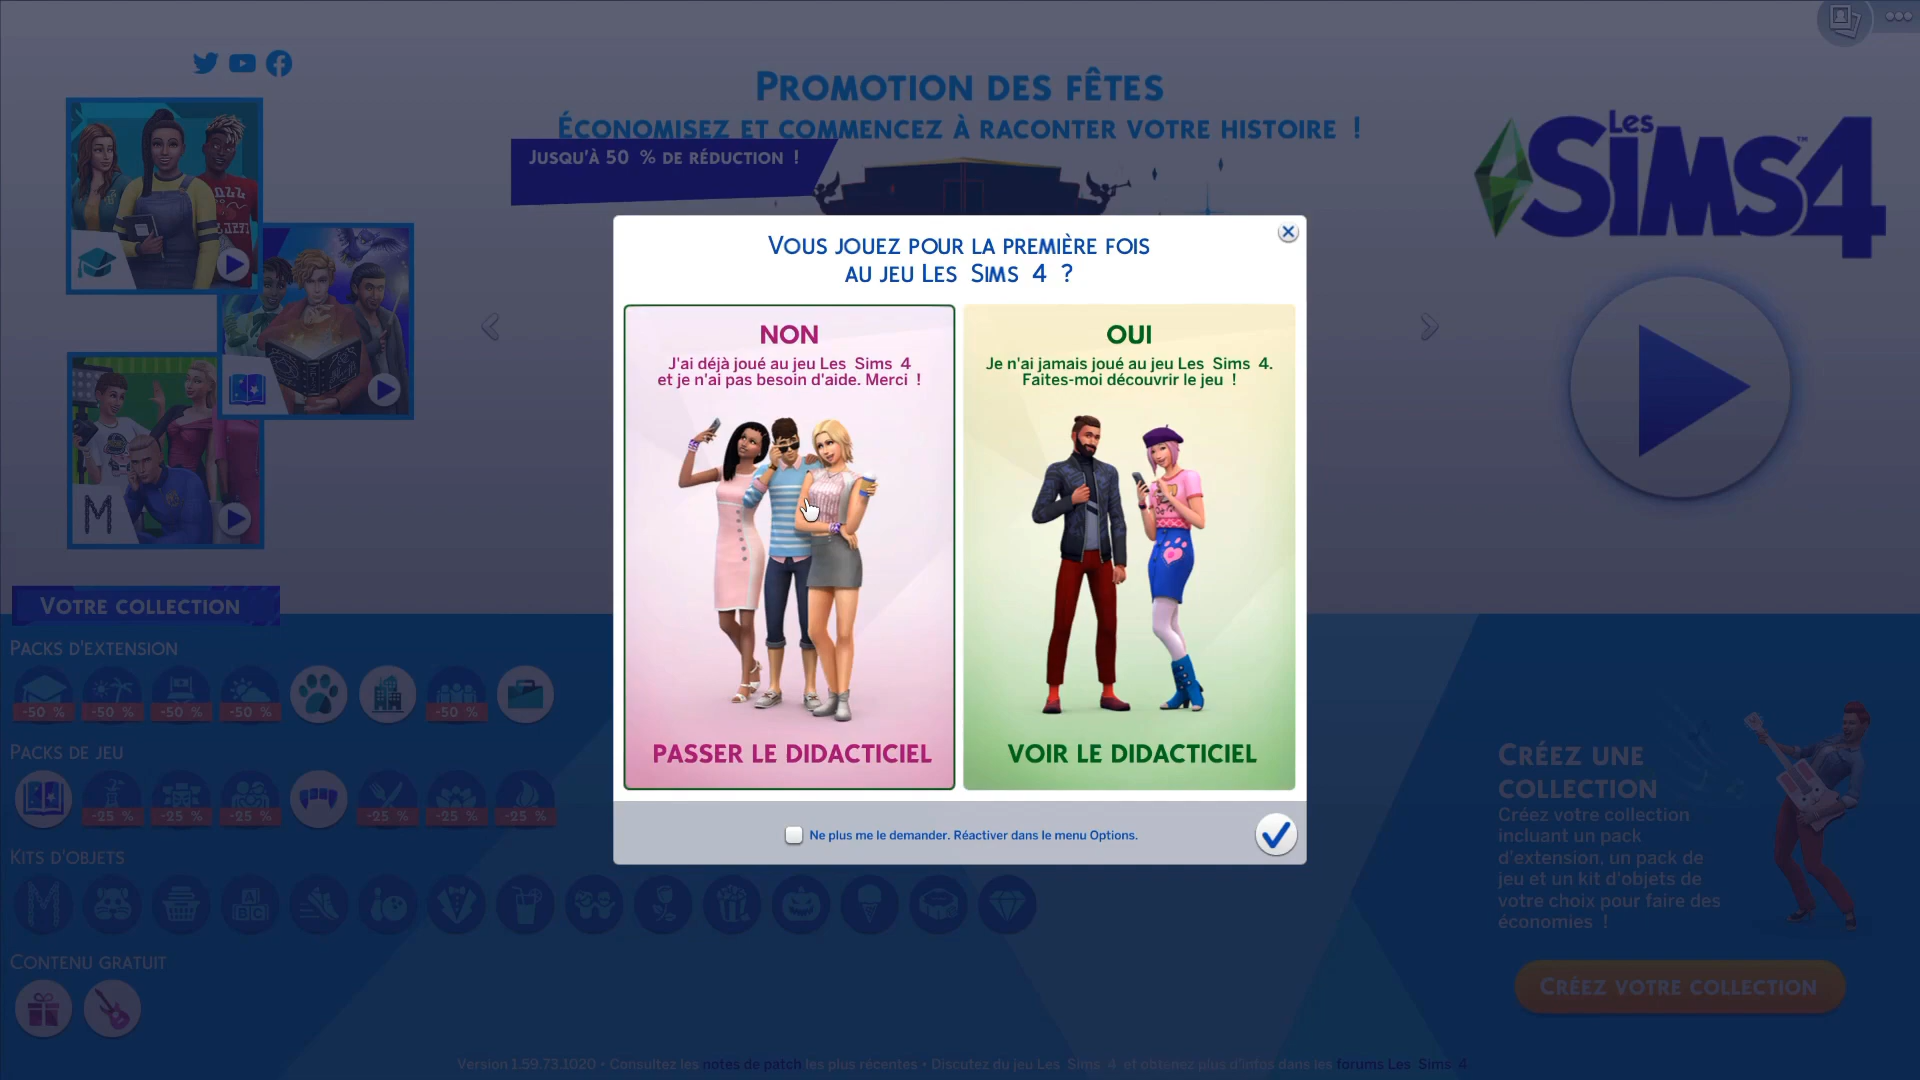 Promotion des fêtes
Économisez et commencez à raconter votre histoire !
Jusqu'à 50 % de réduction !
Les
Sims 4
™
Vous jouez pour la première fois
au jeu Les Sims 4 ?
NON
J'ai déjà joué au jeu Les Sims 4
et je n'ai pas besoin d'aide. Merci !
PASSER LE DIDACTICIEL
OUI
Je n'ai jamais joué au jeu Les Sims 4.
Faites-moi découvrir le jeu !
VOIR LE DIDACTICIEL
Ne plus me le demander. Réactiver dans le menu Options.
M
Votre collection
Packs d'extension
-50 %
-50 %
-50 %
-50 %
-50 %
Packs de jeu
-25 %
-25 %
-25 %
-25 %
-25 %
-25 %
Kits d'objets
M
ABC
Contenu gratuit
Créez une
collection
Créez votre collection
incluant un pack
d'extension, un pack de
jeu et un kit d'objets de
votre choix pour faire des
économies !
Créez votre collection
Version 1.59.73.1020 • Consultez les notes de patch les plus récentes • Discutez du jeu Les Sims 4 et obtenez plus d'infos dans les forums Les Sims 4.